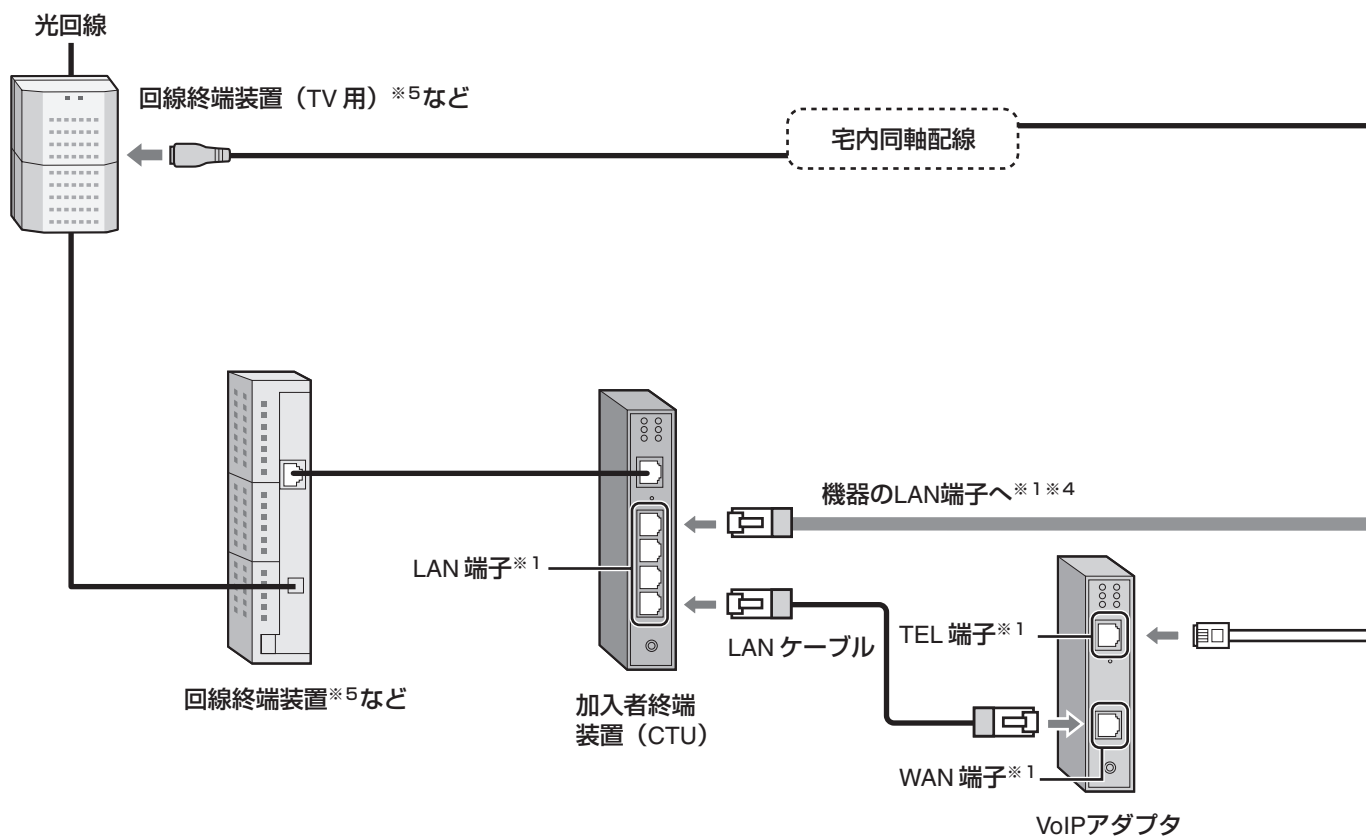 光回線
回線終端装置（TV 用）※5など
宅内同軸配線
機器のLAN端子へ※1※4
LAN 端子※1
LAN ケーブル
TEL 端子※1
回線終端装置※5など
加入者終端
装置（CTU）
WAN 端子※1
VoIPアダプタ